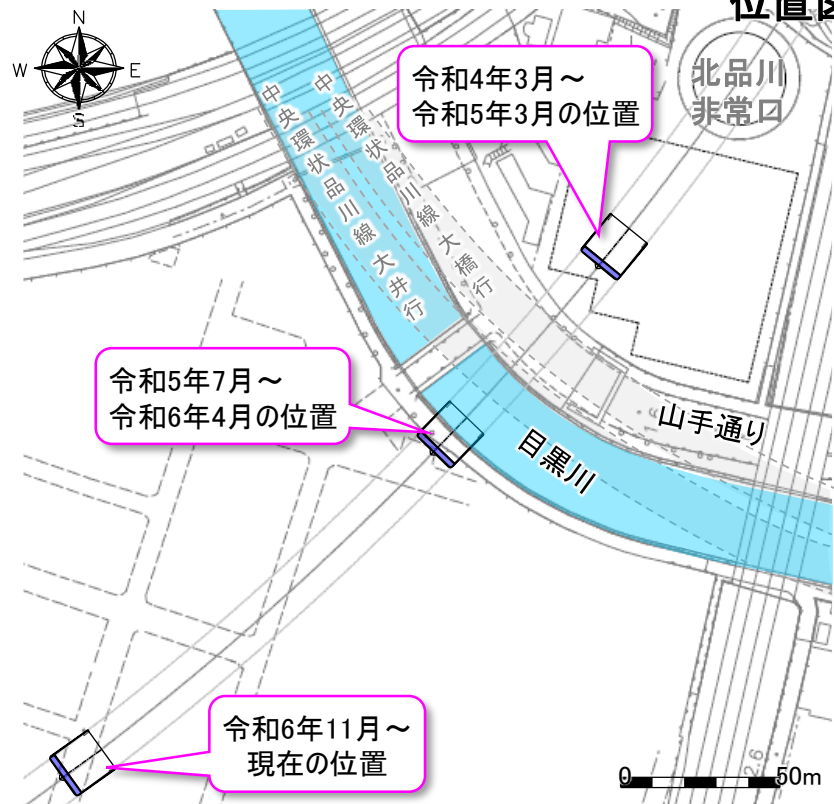 位置図
N
W
E
S
令和4年3月～
令和5年3月の位置
北品川
非常口
中央環状品川線 大井行
中央環状品川線 大橋行
令和5年7月～
令和6年4月の位置
山手通り
目黒川
令和6年11月～
現在の位置
2.6
0
50m